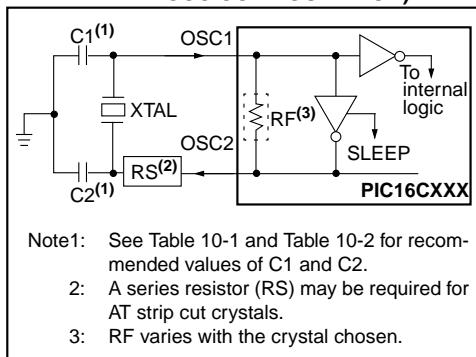 C1(1)
OSC1
To
internal
logic
XTAL
RF(3)
OSC2
SLEEP
RS(2)
C2(1)
PIC16CXXX
Note1: See Table 10-1 and Table 10-2 for recom-
mended values of C1 and C2.
2: A series resistor (RS) may be required for
AT strip cut crystals.
3: RF varies with the crystal chosen.